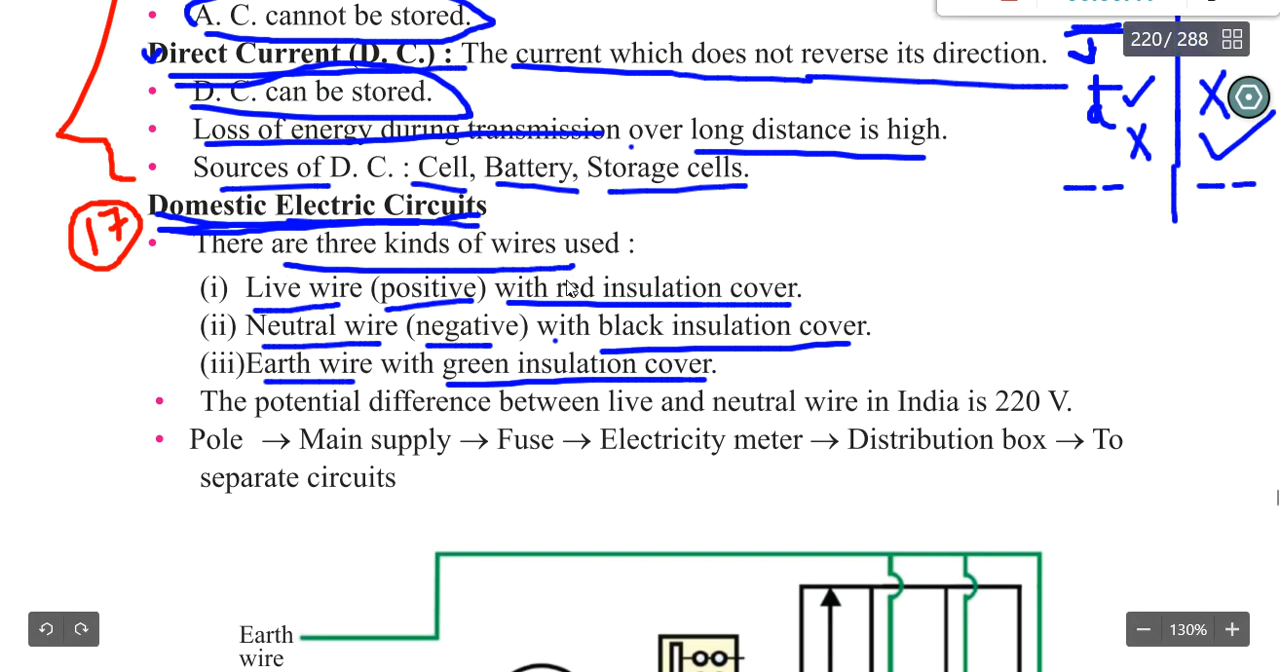 A. C. cannot be stored.
Direct Current (D. C.) : The current which does not reverse its direction.
220 / 288
D. C. can be stored.
Loss of energy during transmission over long distance is high.
Sources of D. C. : Cell, Battery, Storage cells.
17
Domestic Electric Circuits
There are three kinds of wires used :
(i) Live wire (positive) with red insulation cover.
(ii) Neutral wire (negative) with black insulation cover.
(iii)Earth wire with green insulation cover.
The potential difference between live and neutral wire in India is 220 V.
Pole → Main supply → Fuse → Electricity meter → Distribution box → To
separate circuits
Earth
wire
130%